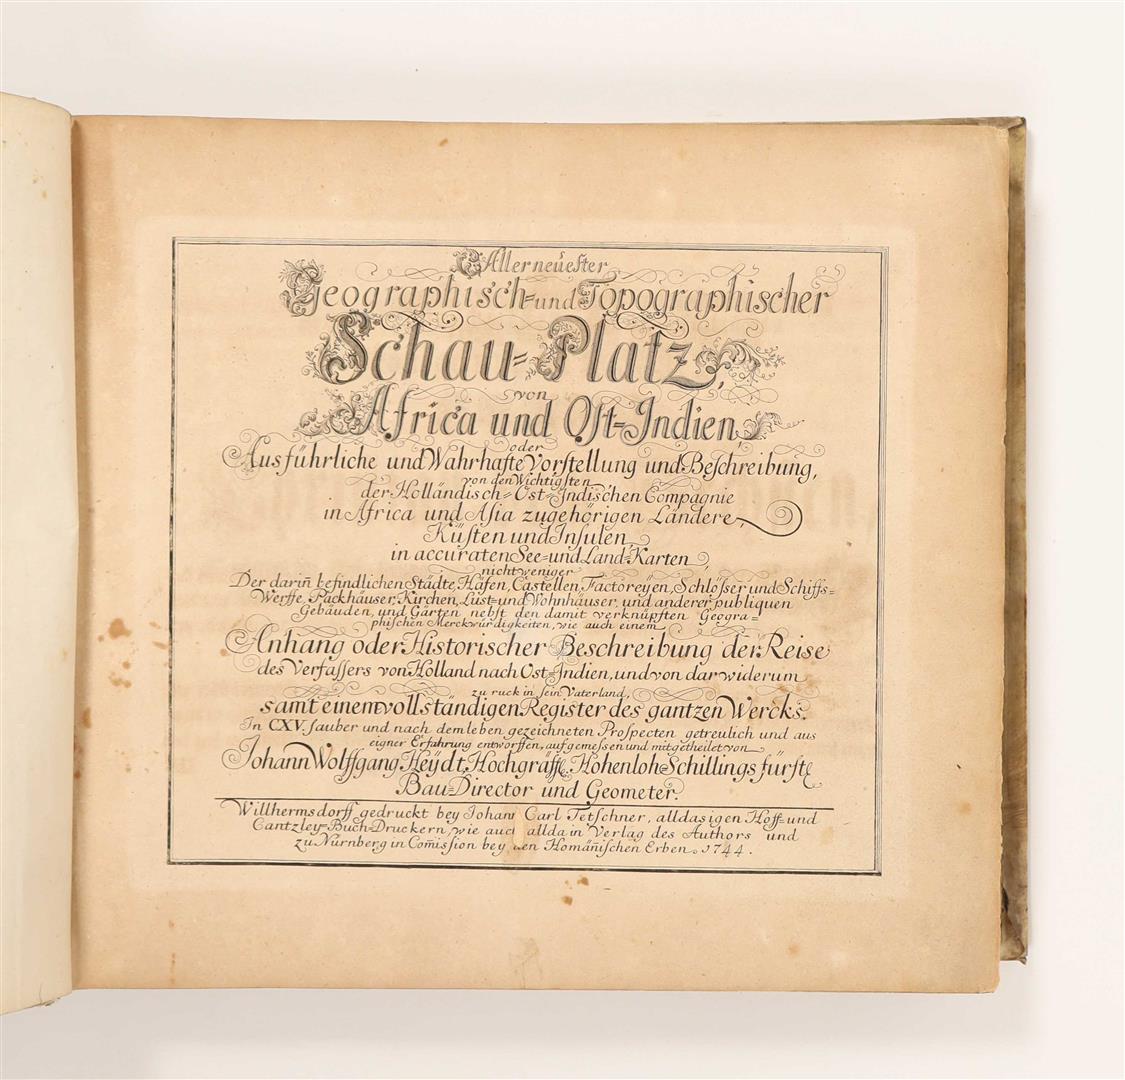 Allerneuester
Geographisch- und Topographischer
Schau-Platz,
von
Africa und Ost-Indien,
oder
Ausführliche und Wahrhafte Vorstellung und Beschreibung,
von den Wichtigsten,
der Holländisch-Ost-Indischen Compagnie
in Africa und Asia zugehörigen Ländere
Küsten und Insulen,
in accuraten See- und Land-Karten,
nicht weniger
Der dariñ befindlichen Städte, Häfen, Castellen, Factoreÿen, Schlösser und Schiffs-
Werffe, Packhäuser, Kirchen, Lust- und Wohnhäuser, und anderer publiquen
Gebäuden, und Gärten nebst den damit verknüpften Geogra-
phischen Merckwürdigkeiten, wie auch einem
Anhang oder Historischer Beschreibung der Reise
des Verfassers von Holland nach Ost-Indien, und von dar widerum
zu ruck in sein Vaterland,
samt einem vollständigen Register des gantzen Wercks.
In CXV. sauber und nach dem leben gezeichneten Prospecten getreulich und aus
eigner Erfahrung entworffen, aufgemessen und mitgetheilet von
Johann Wolffgang Heÿdt, Hochgräffl. Hohenloh-Schillingsfürstl
Bau-Director und Geometer.
Willhermsdorff gedruckt bey Johann Carl Tetschner, alldasigen Hoff- und
Cantzley-Buch-Druckern, wie auch allda in Verlag des Authors und
zu Nürnberg in Com̃ission bey den Homäñischen Erben. 1744.